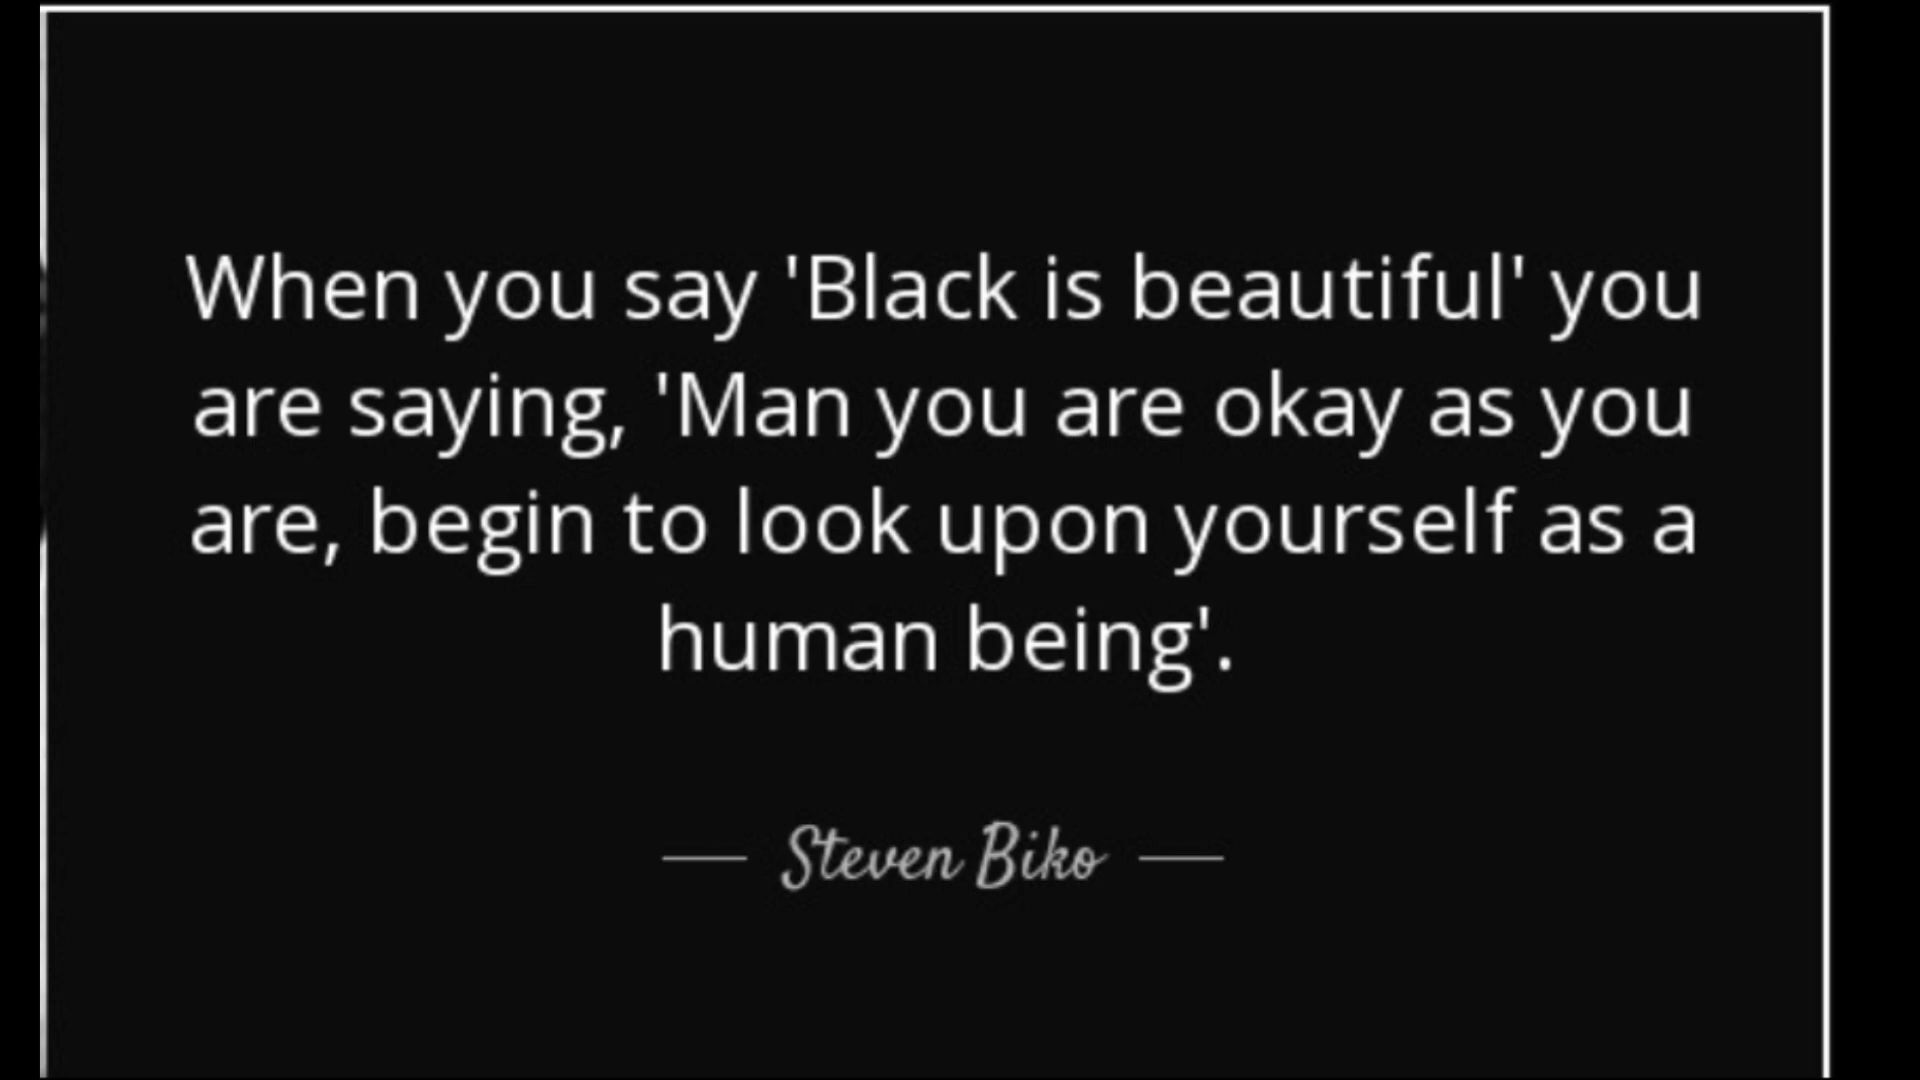 When you say 'Black is beautiful' you
are saying, 'Man you are okay as you
are, begin to look upon yourself as a
human being'.
— Steven Biko —